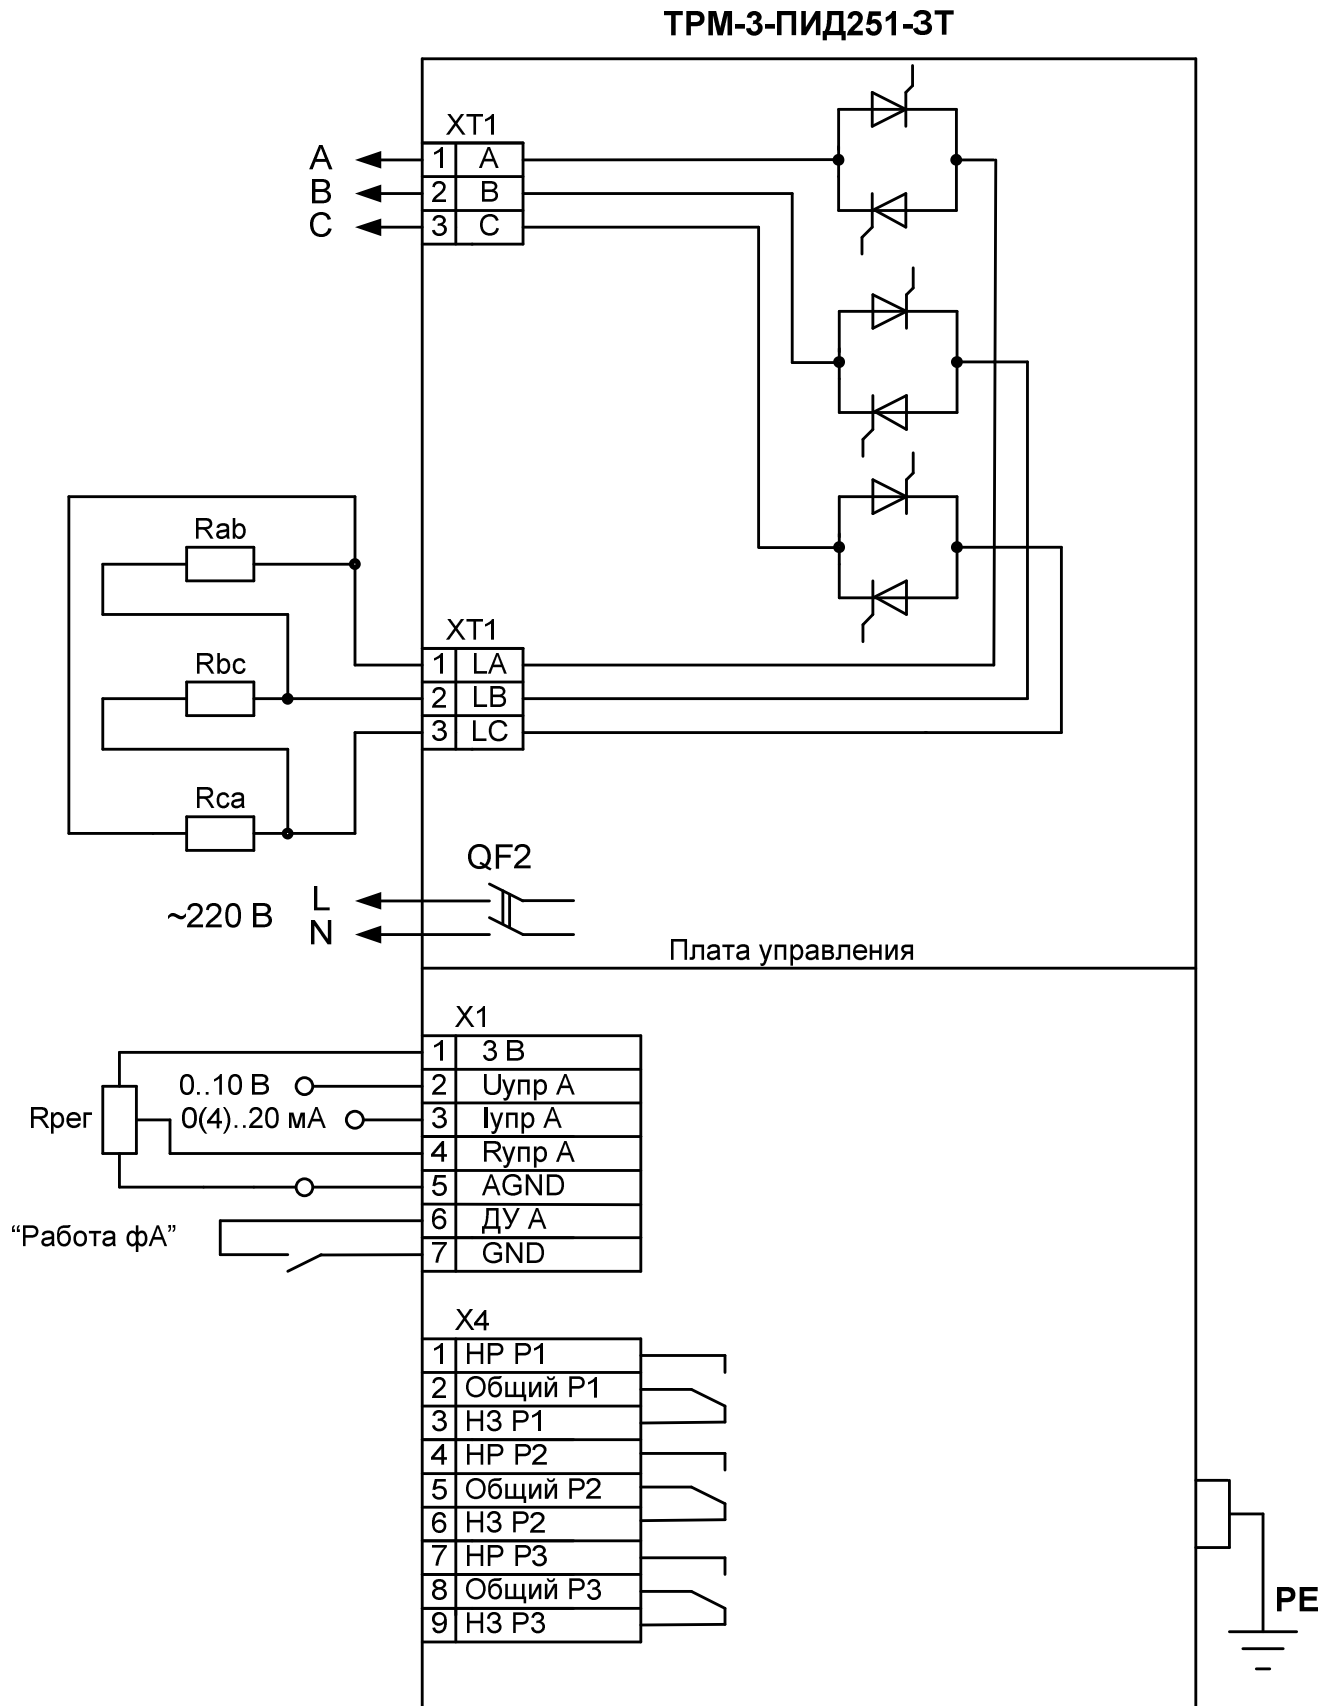 ТРМ-3-ПИД251-3Т
XT1
A 1 A
B 2 B
C 3 C
Rab
XT1
Rbc 1 LA
2 LB
3 LC
Rca
QF2
~220 В L
N
Плата управления
X1
1 3 В
0..10 В 2 Uупр А
Rрег 0(4)..20 мА 3 Iупр А
4 Rупр А
5 AGND
“Работа фА” 6 ДУ А
7 GND
X4
1 НР Р1
2 Общий Р1
3 НЗ Р1
4 НР Р2
5 Общий Р2
6 НЗ Р2
7 НР Р3
8 Общий Р3
9 НЗ Р3
PE